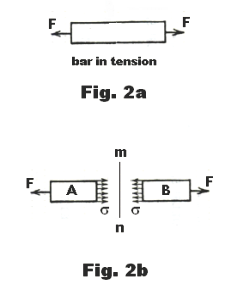 F F
bar in tension
Fig. 2a
m
F A B F
σ σ
n
Fig. 2b